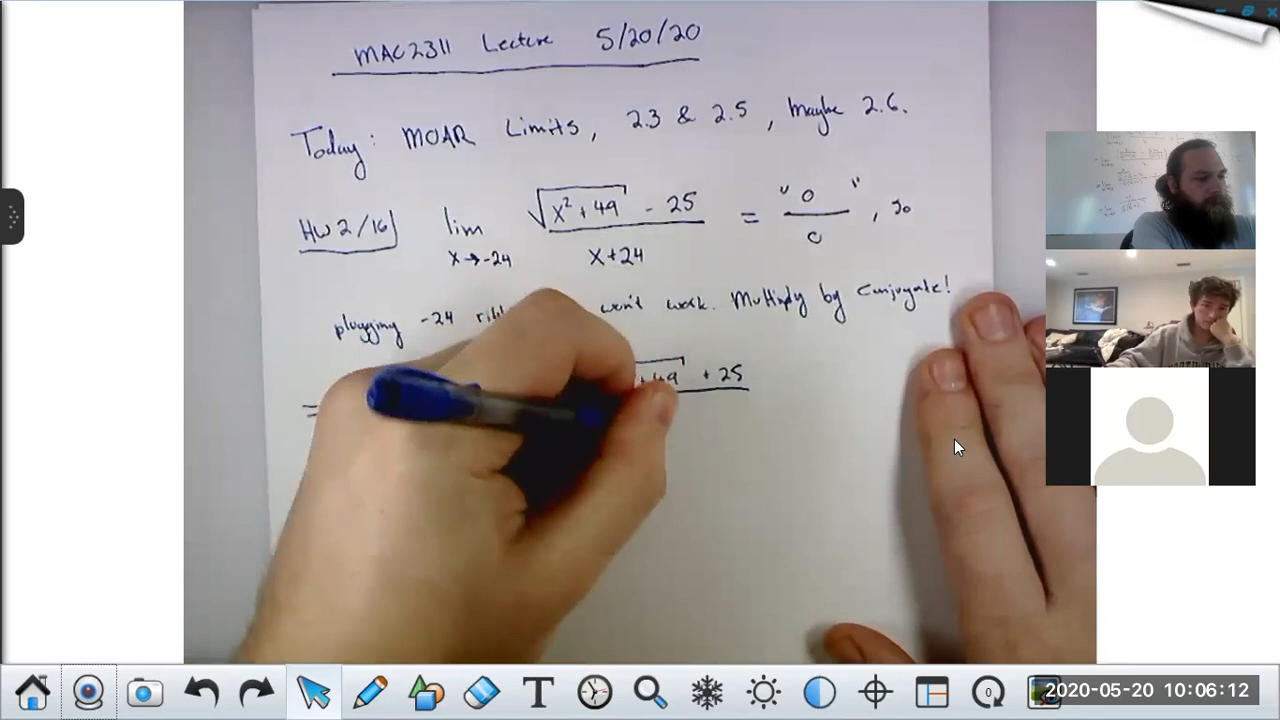 MAC2311 Lecture 5/20/20
Today: MOAR Limits, 2.3 & 2.5, Maybe 2.6.
HW 2/16 lim x→-24 √(x²+49) - 25 / x+24 = "0/0", so
plugging -24 won't work. Multiply by conjugate!
= +49 + 25
T
0
2020-05-20 10:06:12